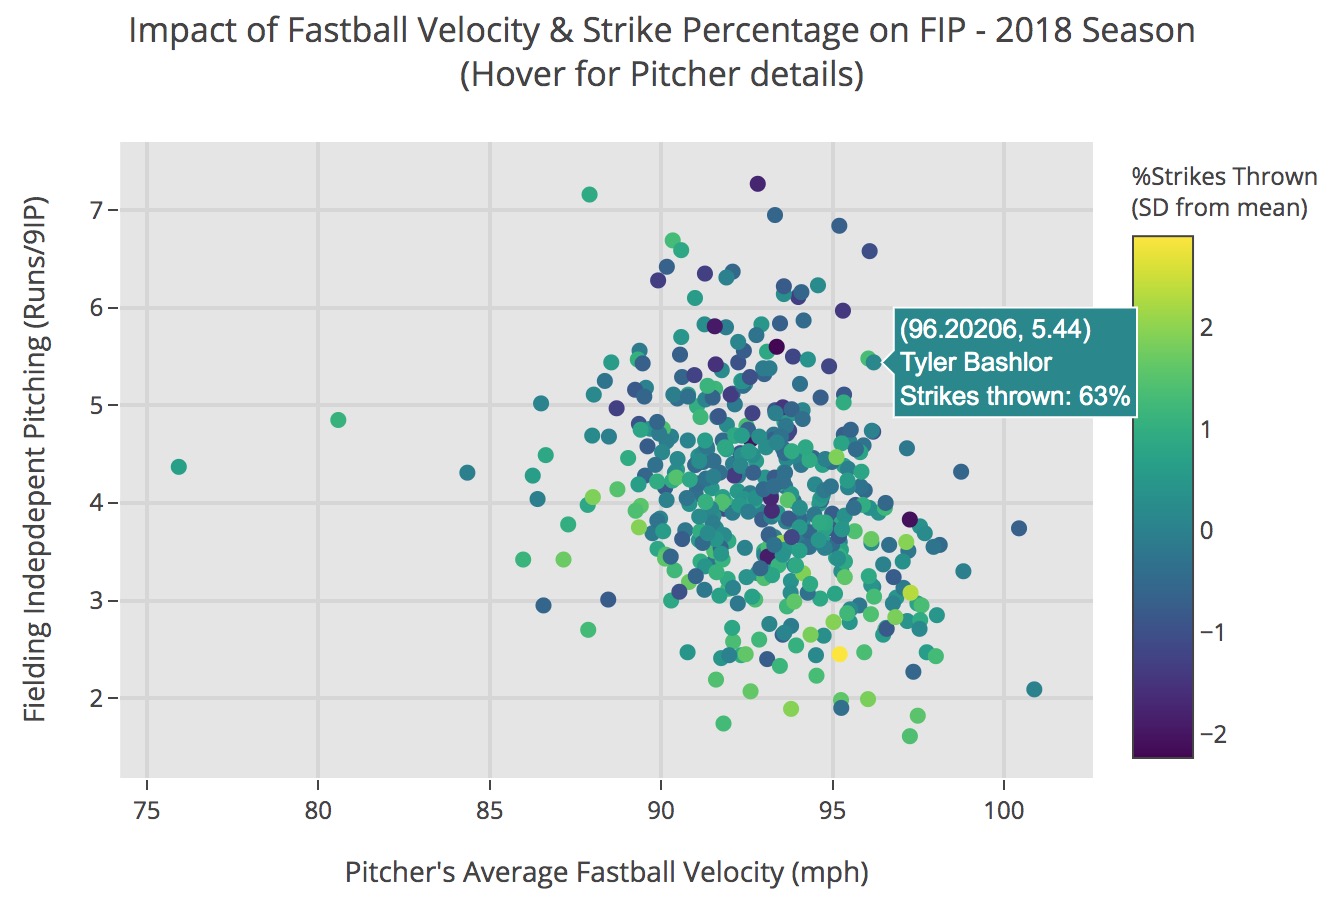 Impact of Fastball Velocity & Strike Percentage on FIP - 2018 Season
(Hover for Pitcher details)
%Strikes Thrown
(SD from mean)
2
1
0
−1
−2
Fielding Indepdepent Pitching (Runs/9IP)
7
6
5
4
3
2
(96.20206, 5.44)
Tyler Bashlor
Strikes thrown: 63%
75
80
85
90
95
100
Pitcher's Average Fastball Velocity (mph)